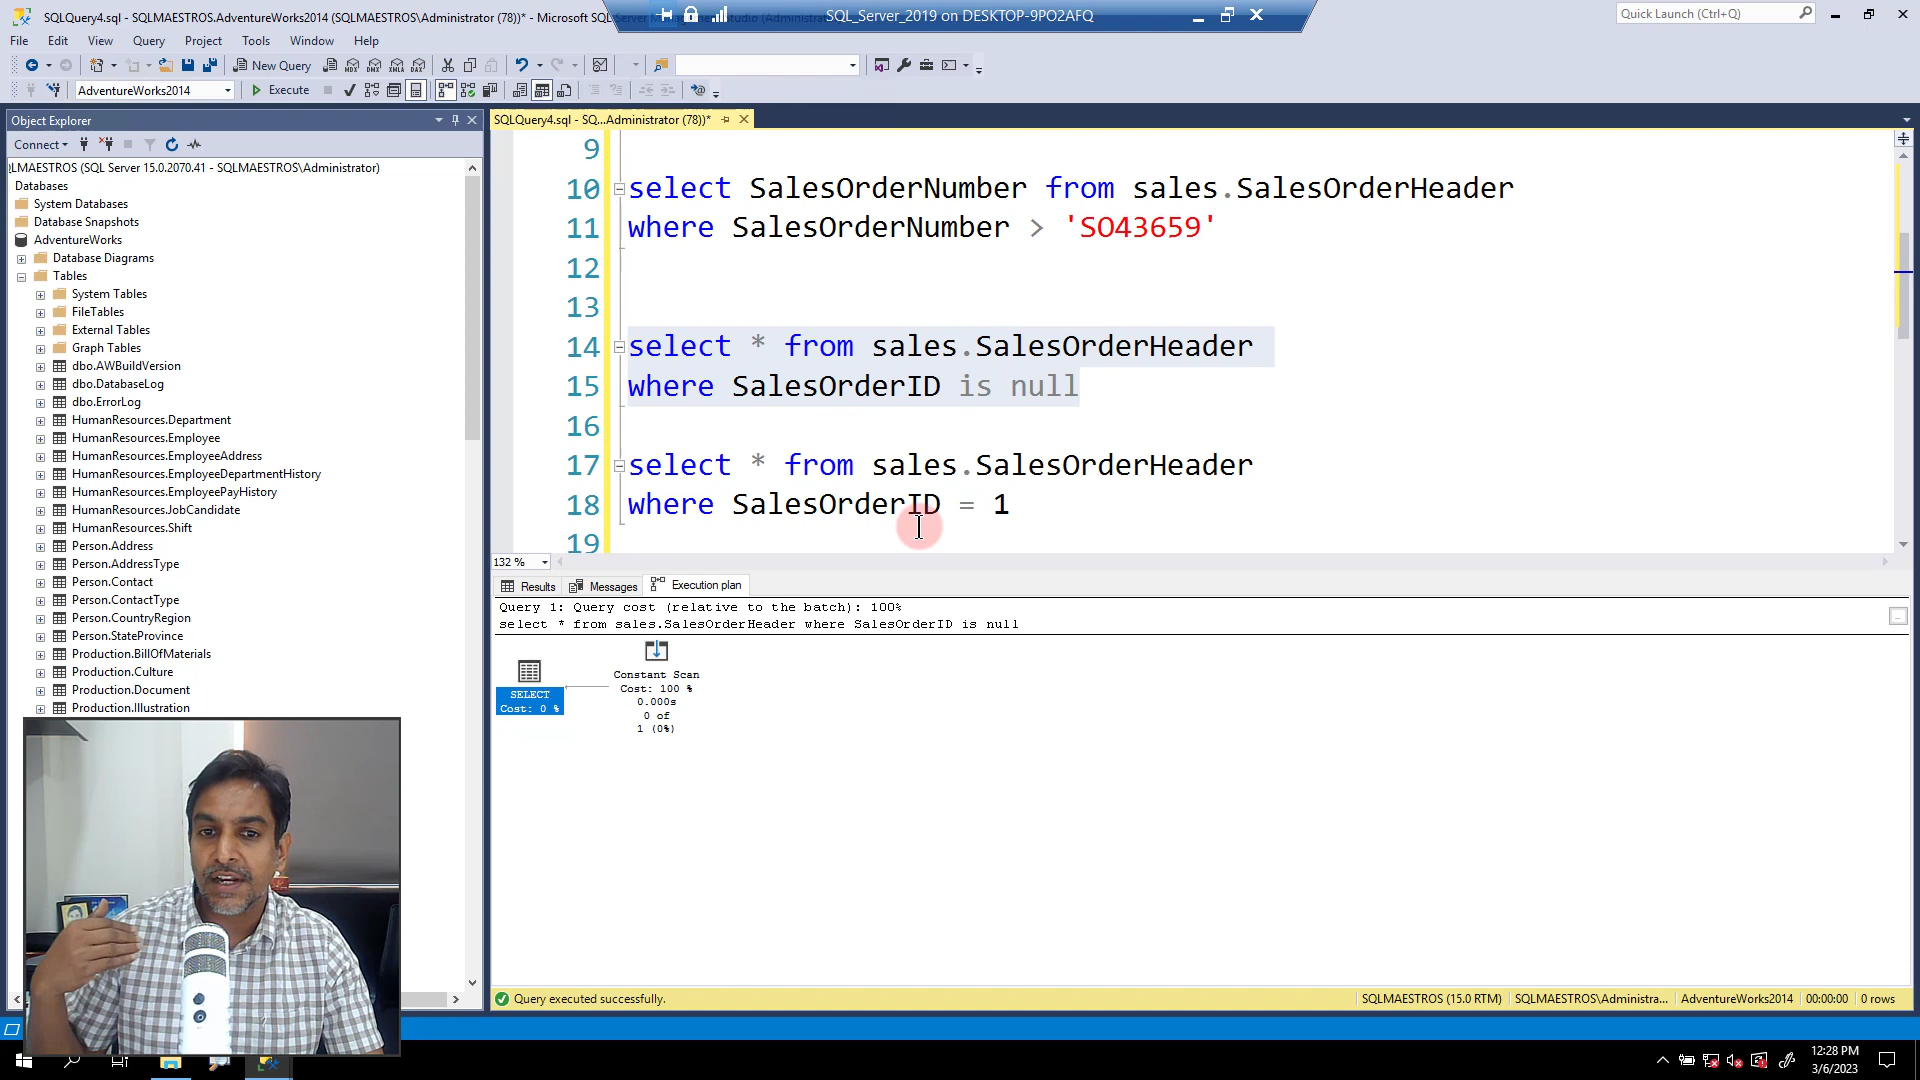 SQLQuery4.sql - SQLMAESTROS.AdventureWorks2014 (SQLMAESTROS\Administrator (78))* - Microsoft SQL
SQL_Server_2019 on DESKTOP-9PO2AFQ
Quick Launch (Ctrl+Q)
File Edit View Query Project Tools Window Help
New Query
MDX DMX XMLA DAX
AdventureWorks2014
Execute
Object Explorer
SQLQuery4.sql - SQ...Administrator (78))*
Connect
LMAESTROS (SQL Server 15.0.2070.41 - SQLMAESTROS\Administrator)
Databases
System Databases
Database Snapshots
AdventureWorks
Database Diagrams
Tables
System Tables
FileTables
External Tables
Graph Tables
dbo.AWBuildVersion
dbo.DatabaseLog
dbo.ErrorLog
HumanResources.Department
HumanResources.Employee
HumanResources.EmployeeAddress
HumanResources.EmployeeDepartmentHistory
HumanResources.EmployeePayHistory
HumanResources.JobCandidate
HumanResources.Shift
Person.Address
Person.AddressType
Person.Contact
Person.ContactType
Person.CountryRegion
Person.StateProvince
Production.BillOfMaterials
Production.Culture
Production.Document
Production.Illustration
9
10 select SalesOrderNumber from sales.SalesOrderHeader
11 where SalesOrderNumber > 'SO43659'
12
13
14 select * from sales.SalesOrderHeader
15 where SalesOrderID is null
16
17 select * from sales.SalesOrderHeader
18 where SalesOrderID = 1
19
132 %
Results Messages Execution plan
Query 1: Query cost (relative to the batch): 100%
select * from sales.SalesOrderHeader where SalesOrderID is null
SELECT
Cost: 0 %
Constant Scan
Cost: 100 %
0.000s
0 of
1 (0%)
Query executed successfully.
SQLMAESTROS (15.0 RTM)
SQLMAESTROS\Administra...
AdventureWorks2014
00:00:00
0 rows
12:28 PM
3/6/2023